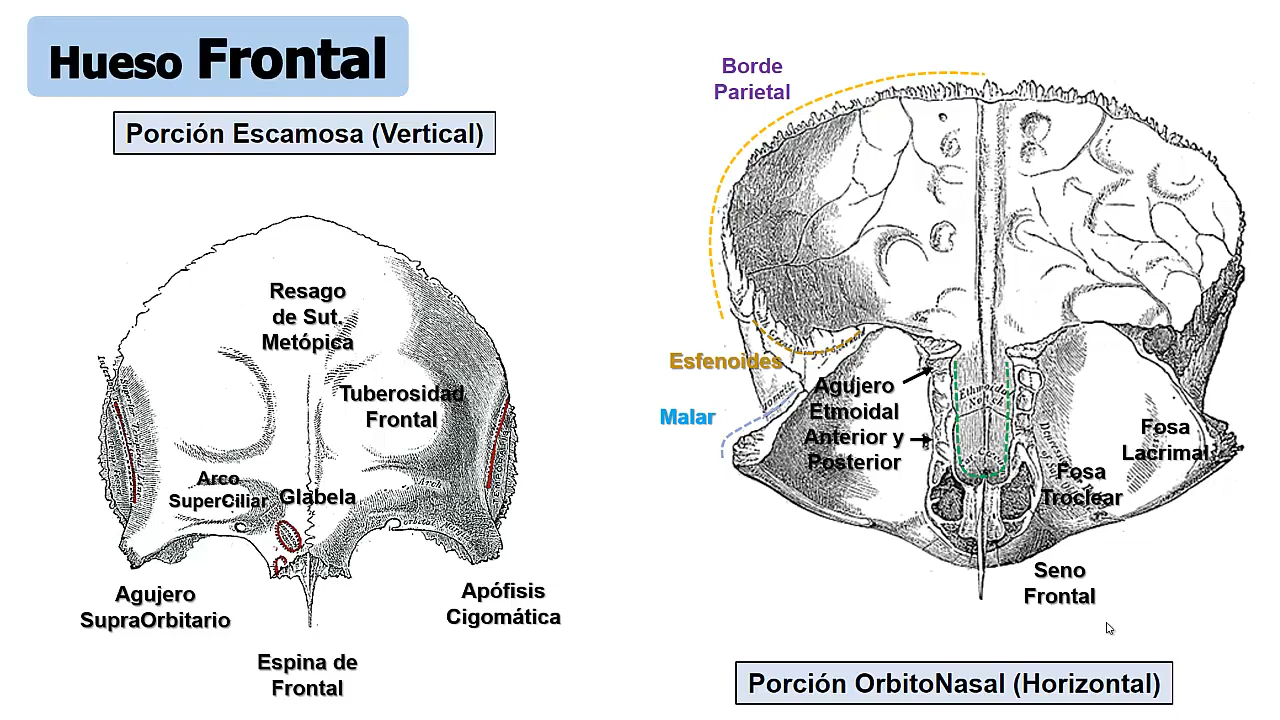 Hueso Frontal
Porción Escamosa (Vertical)
Resago
de Sut.
Metópica
Tuberosidad
Frontal
Arco
SuperCiliar
Glabela
Agujero
SupraOrbitario
Apófisis
Cigomática
Espina de
Frontal
Borde
Parietal
Esfenoides
Malar
Agujero
Etmoidal
Anterior y
Posterior
Fosa
Lacrimal
Fosa
Troclear
Seno
Frontal
Porción OrbitoNasal (Horizontal)